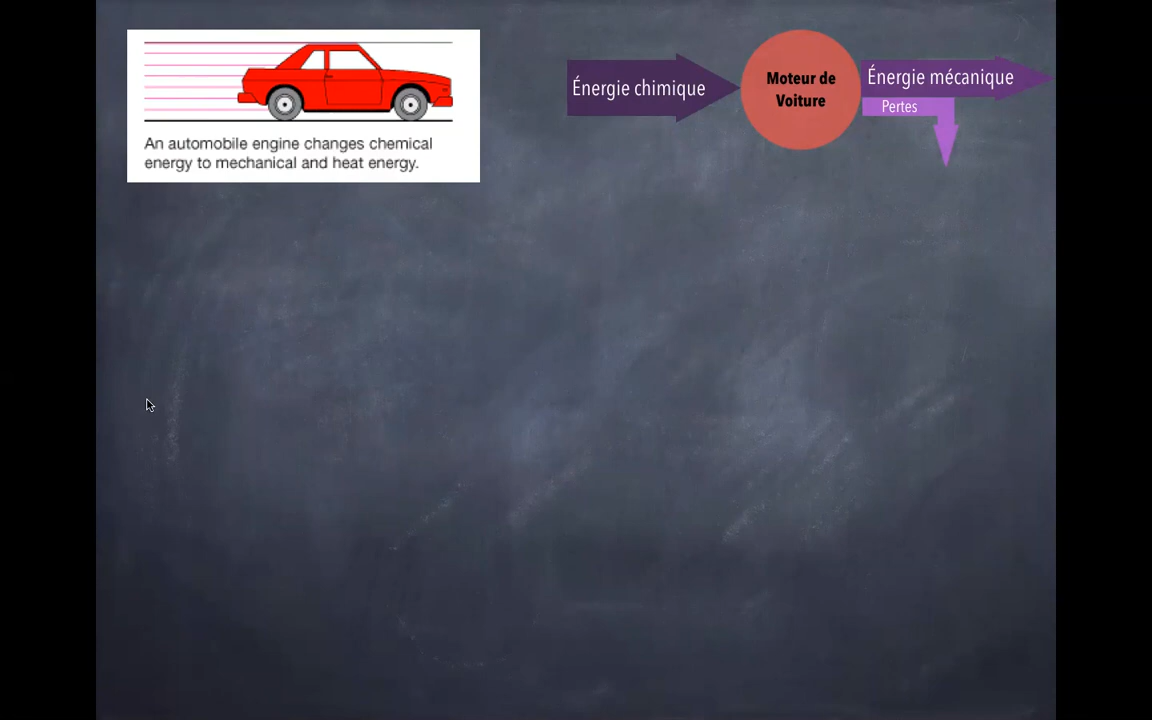 An automobile engine changes chemical
energy to mechanical and heat energy.
Énergie chimique
Moteur de
Voiture
Énergie mécanique
Pertes